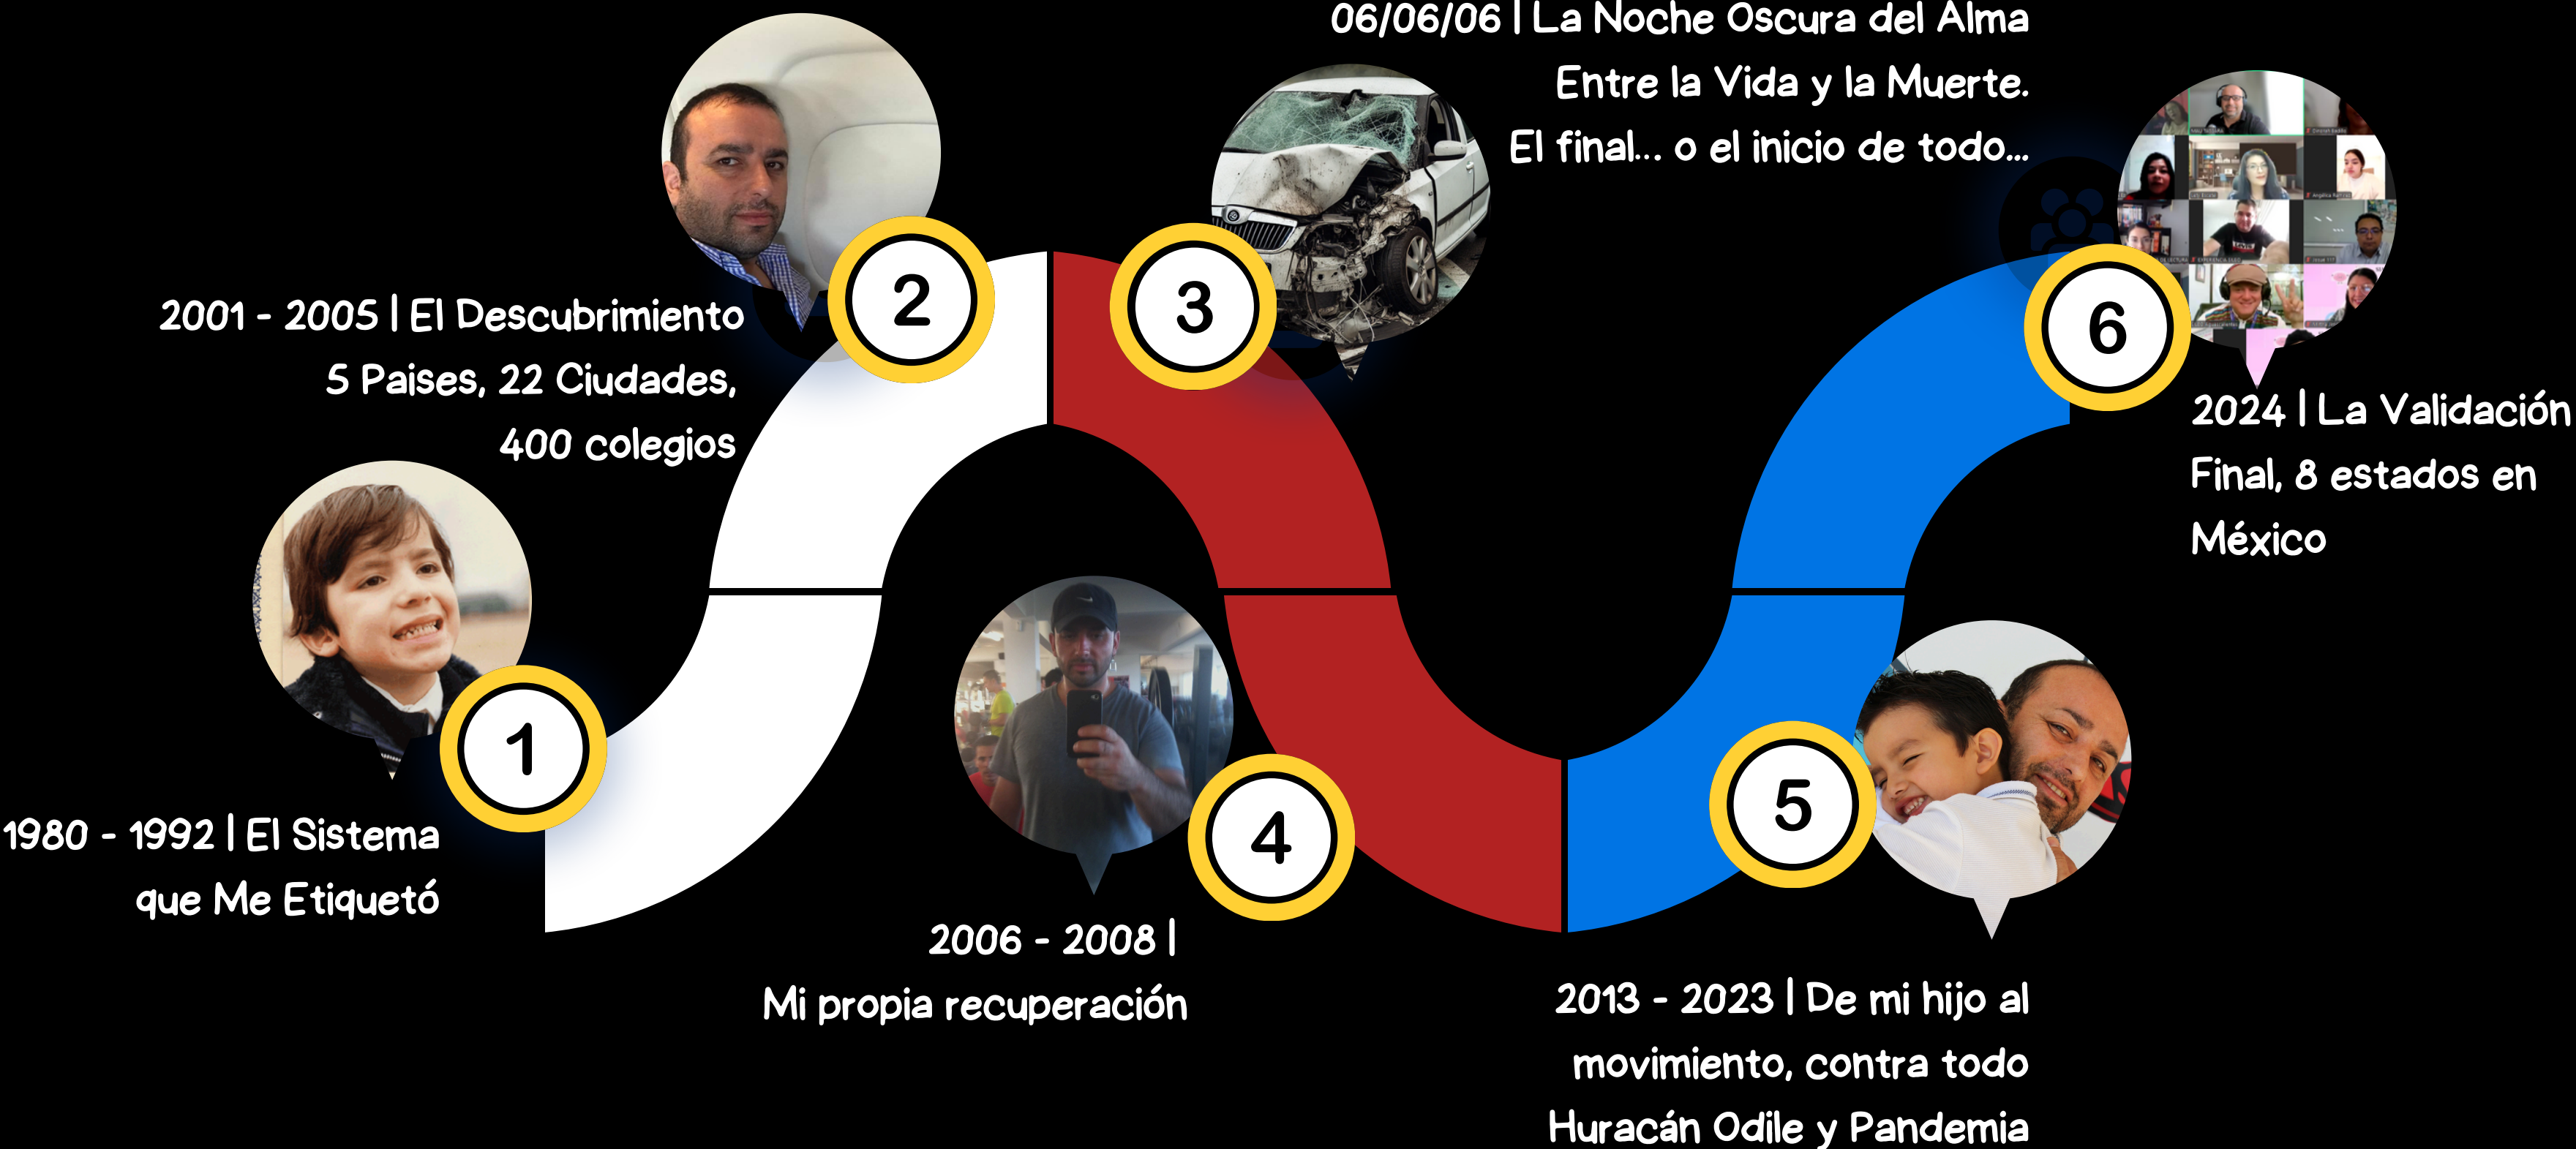 1980 - 1992 | El Sistema
que Me Etiquetó
1
2001 - 2005 | El Descubrimiento
5 Paises, 22 Ciudades,
400 colegios
2
06/06/06 | La Noche Oscura del Alma
Entre la Vida y la Muerte.
El final... o el inicio de todo...
3
2006 - 2008 |
Mi propia recuperación
4
2013 - 2023 | De mi hijo al
movimiento, contra todo
Huracán Odile y Pandemia
5
2024 | La Validación
Final, 8 estados en
México
6